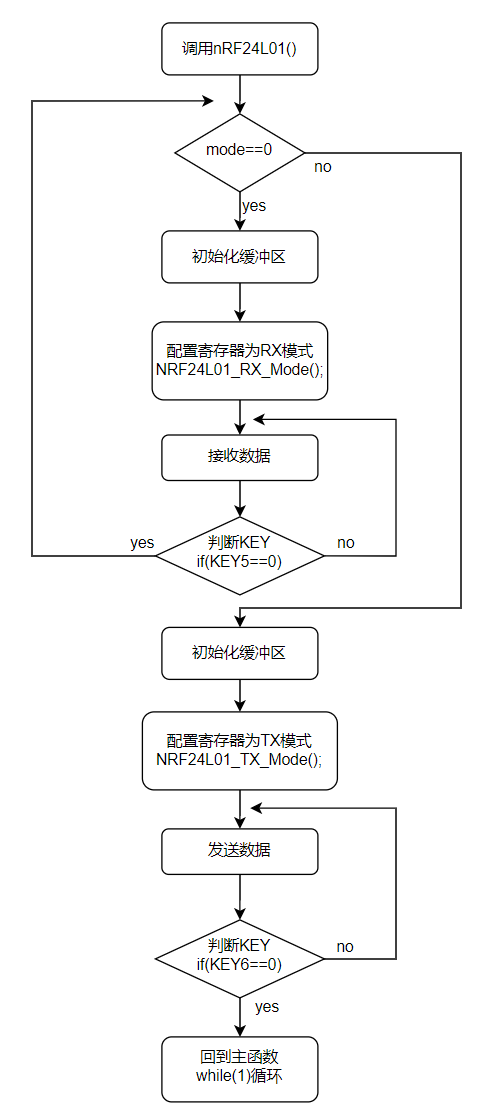 调用nRF24L01()
mode==0
no
yes
初始化缓冲区
配置寄存器为RX模式
NRF24L01_RX_Mode();
接收数据
yes
判断KEY
if(KEY5==0)
no
初始化缓冲区
配置寄存器为TX模式
NRF24L01_TX_Mode();
发送数据
判断KEY
if(KEY6==0)
no
yes
回到主函数
while(1)循环